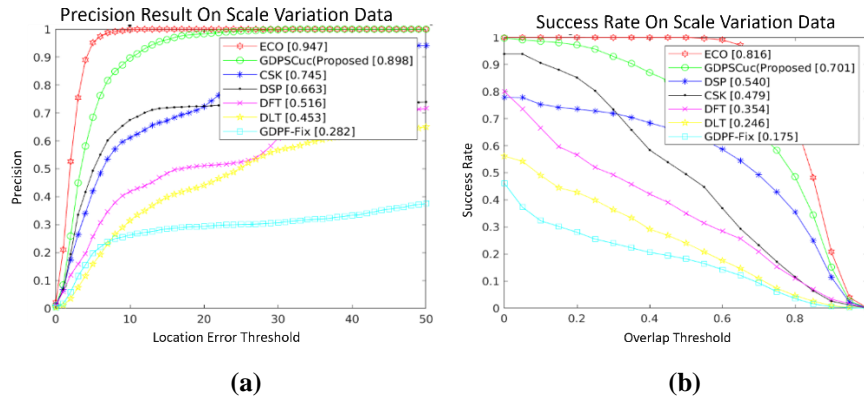 Precision Result On Scale Variation Data
1
0.9
0.8
0.7
0.6
0.5
0.4
0.3
0.2
0.1
0
Precision
ECO [0.947]
GDPSCuc(Proposed [0.898]
CSK [0.745]
DSP [0.663]
DFT [0.516]
DLT [0.453]
GDPF-Fix [0.282]
0 10 20 30 40 50
Location Error Threshold
(a)
Success Rate On Scale Variation Data
1
0.9
0.8
0.7
0.6
0.5
0.4
0.3
0.2
0.1
0
Success Rate
ECO [0.816]
GDPSCuc(Proposed [0.701]
DSP [0.540]
CSK [0.479]
DFT [0.354]
DLT [0.246]
GDPF-Fix [0.175]
0 0.2 0.4 0.6 0.8
Overlap Threshold
(b)